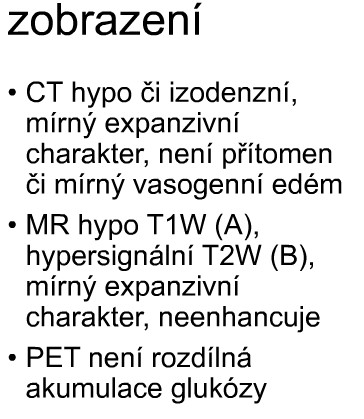 zobrazení
• CT hypo či izodenzní,
mírný expanzivní
charakter, není přítomen
či mírný vasogenní edém
• MR hypo T1W (A),
hypersignální T2W (B),
mírný expanzivní
charakter, neenhancuje
• PET není rozdílná
akumulace glukózy